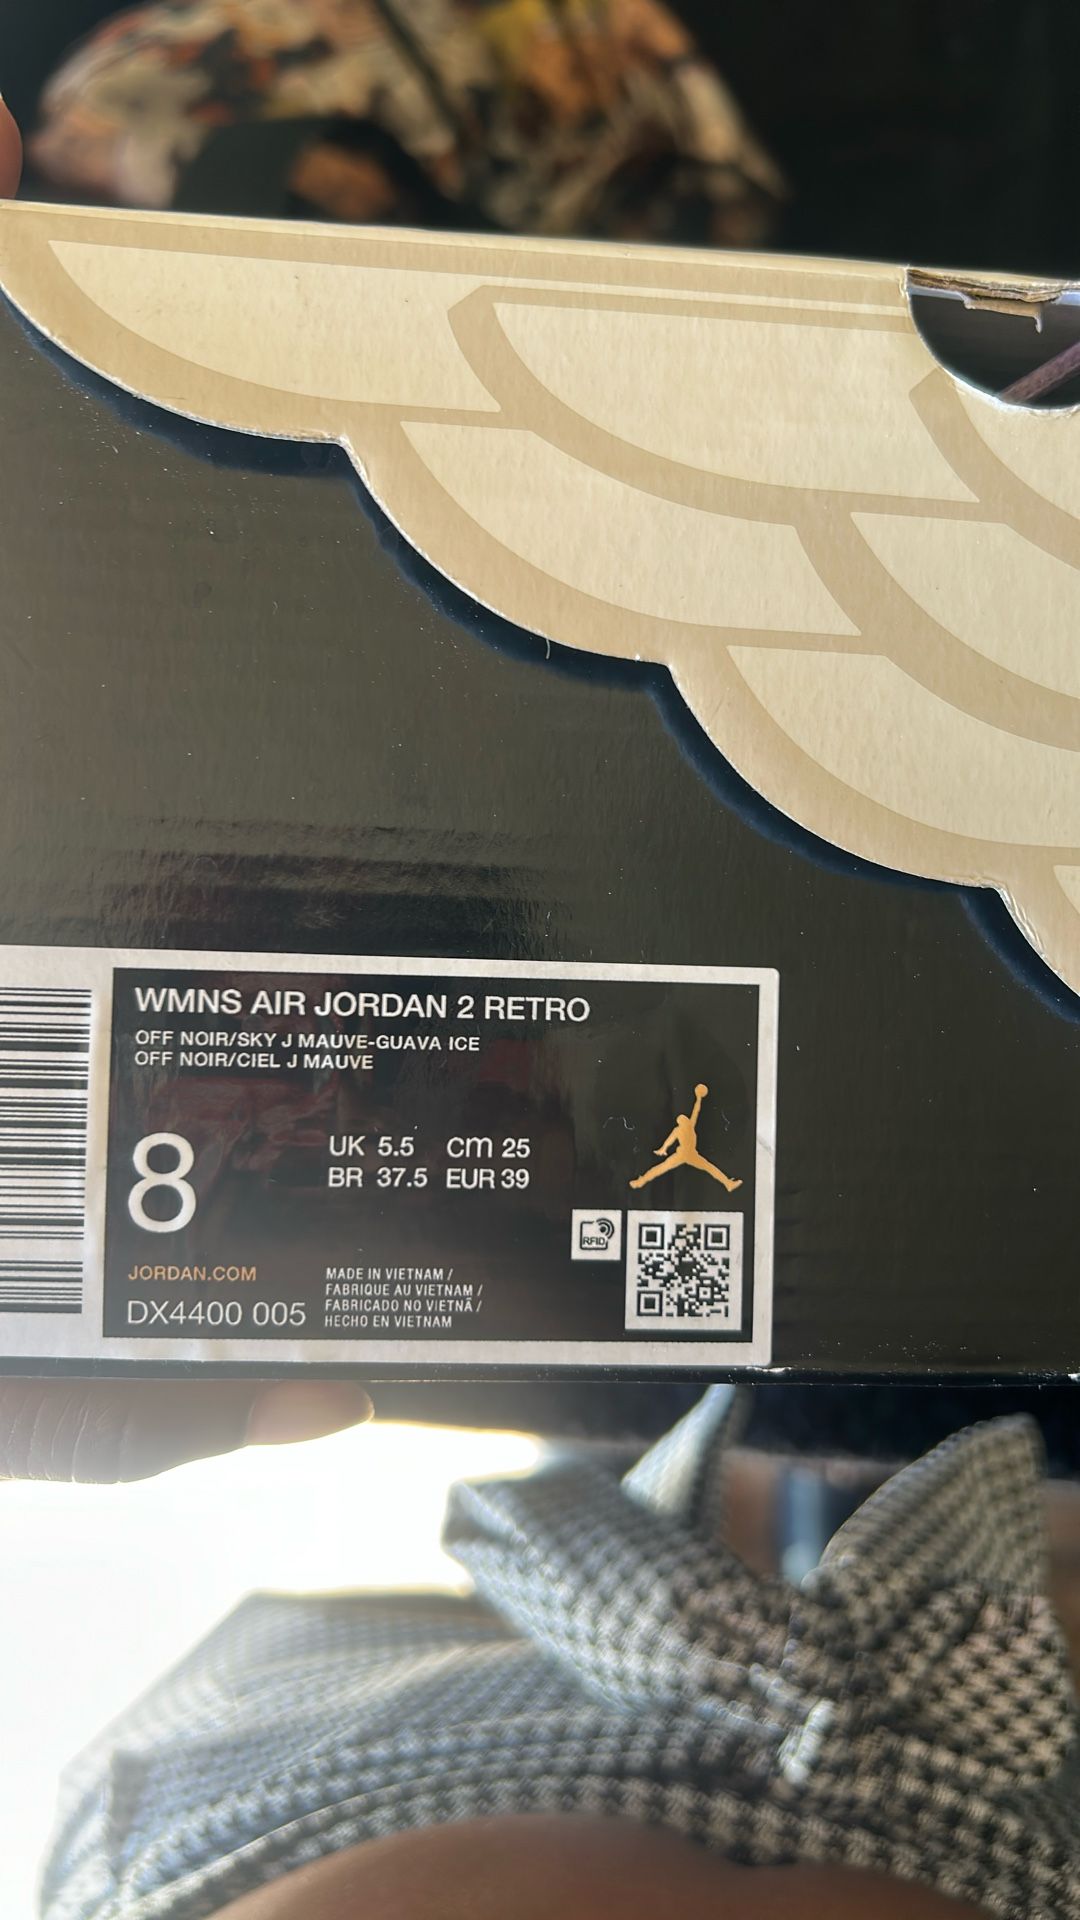 WMNS AIR JORDAN 2 RETRO
OFF NOIR/SKY J MAUVE-GUAVA ICE
OFF NOIR/CIEL J MAUVE
8
UK 5.5 CM 25
BR 37.5 EUR 39
RFID
JORDAN.COM
DX4400 005
MADE IN VIETNAM /
FABRIQUE AU VIETNAM /
FABRICADO NO VIETNÃ /
HECHO EN VIETNAM